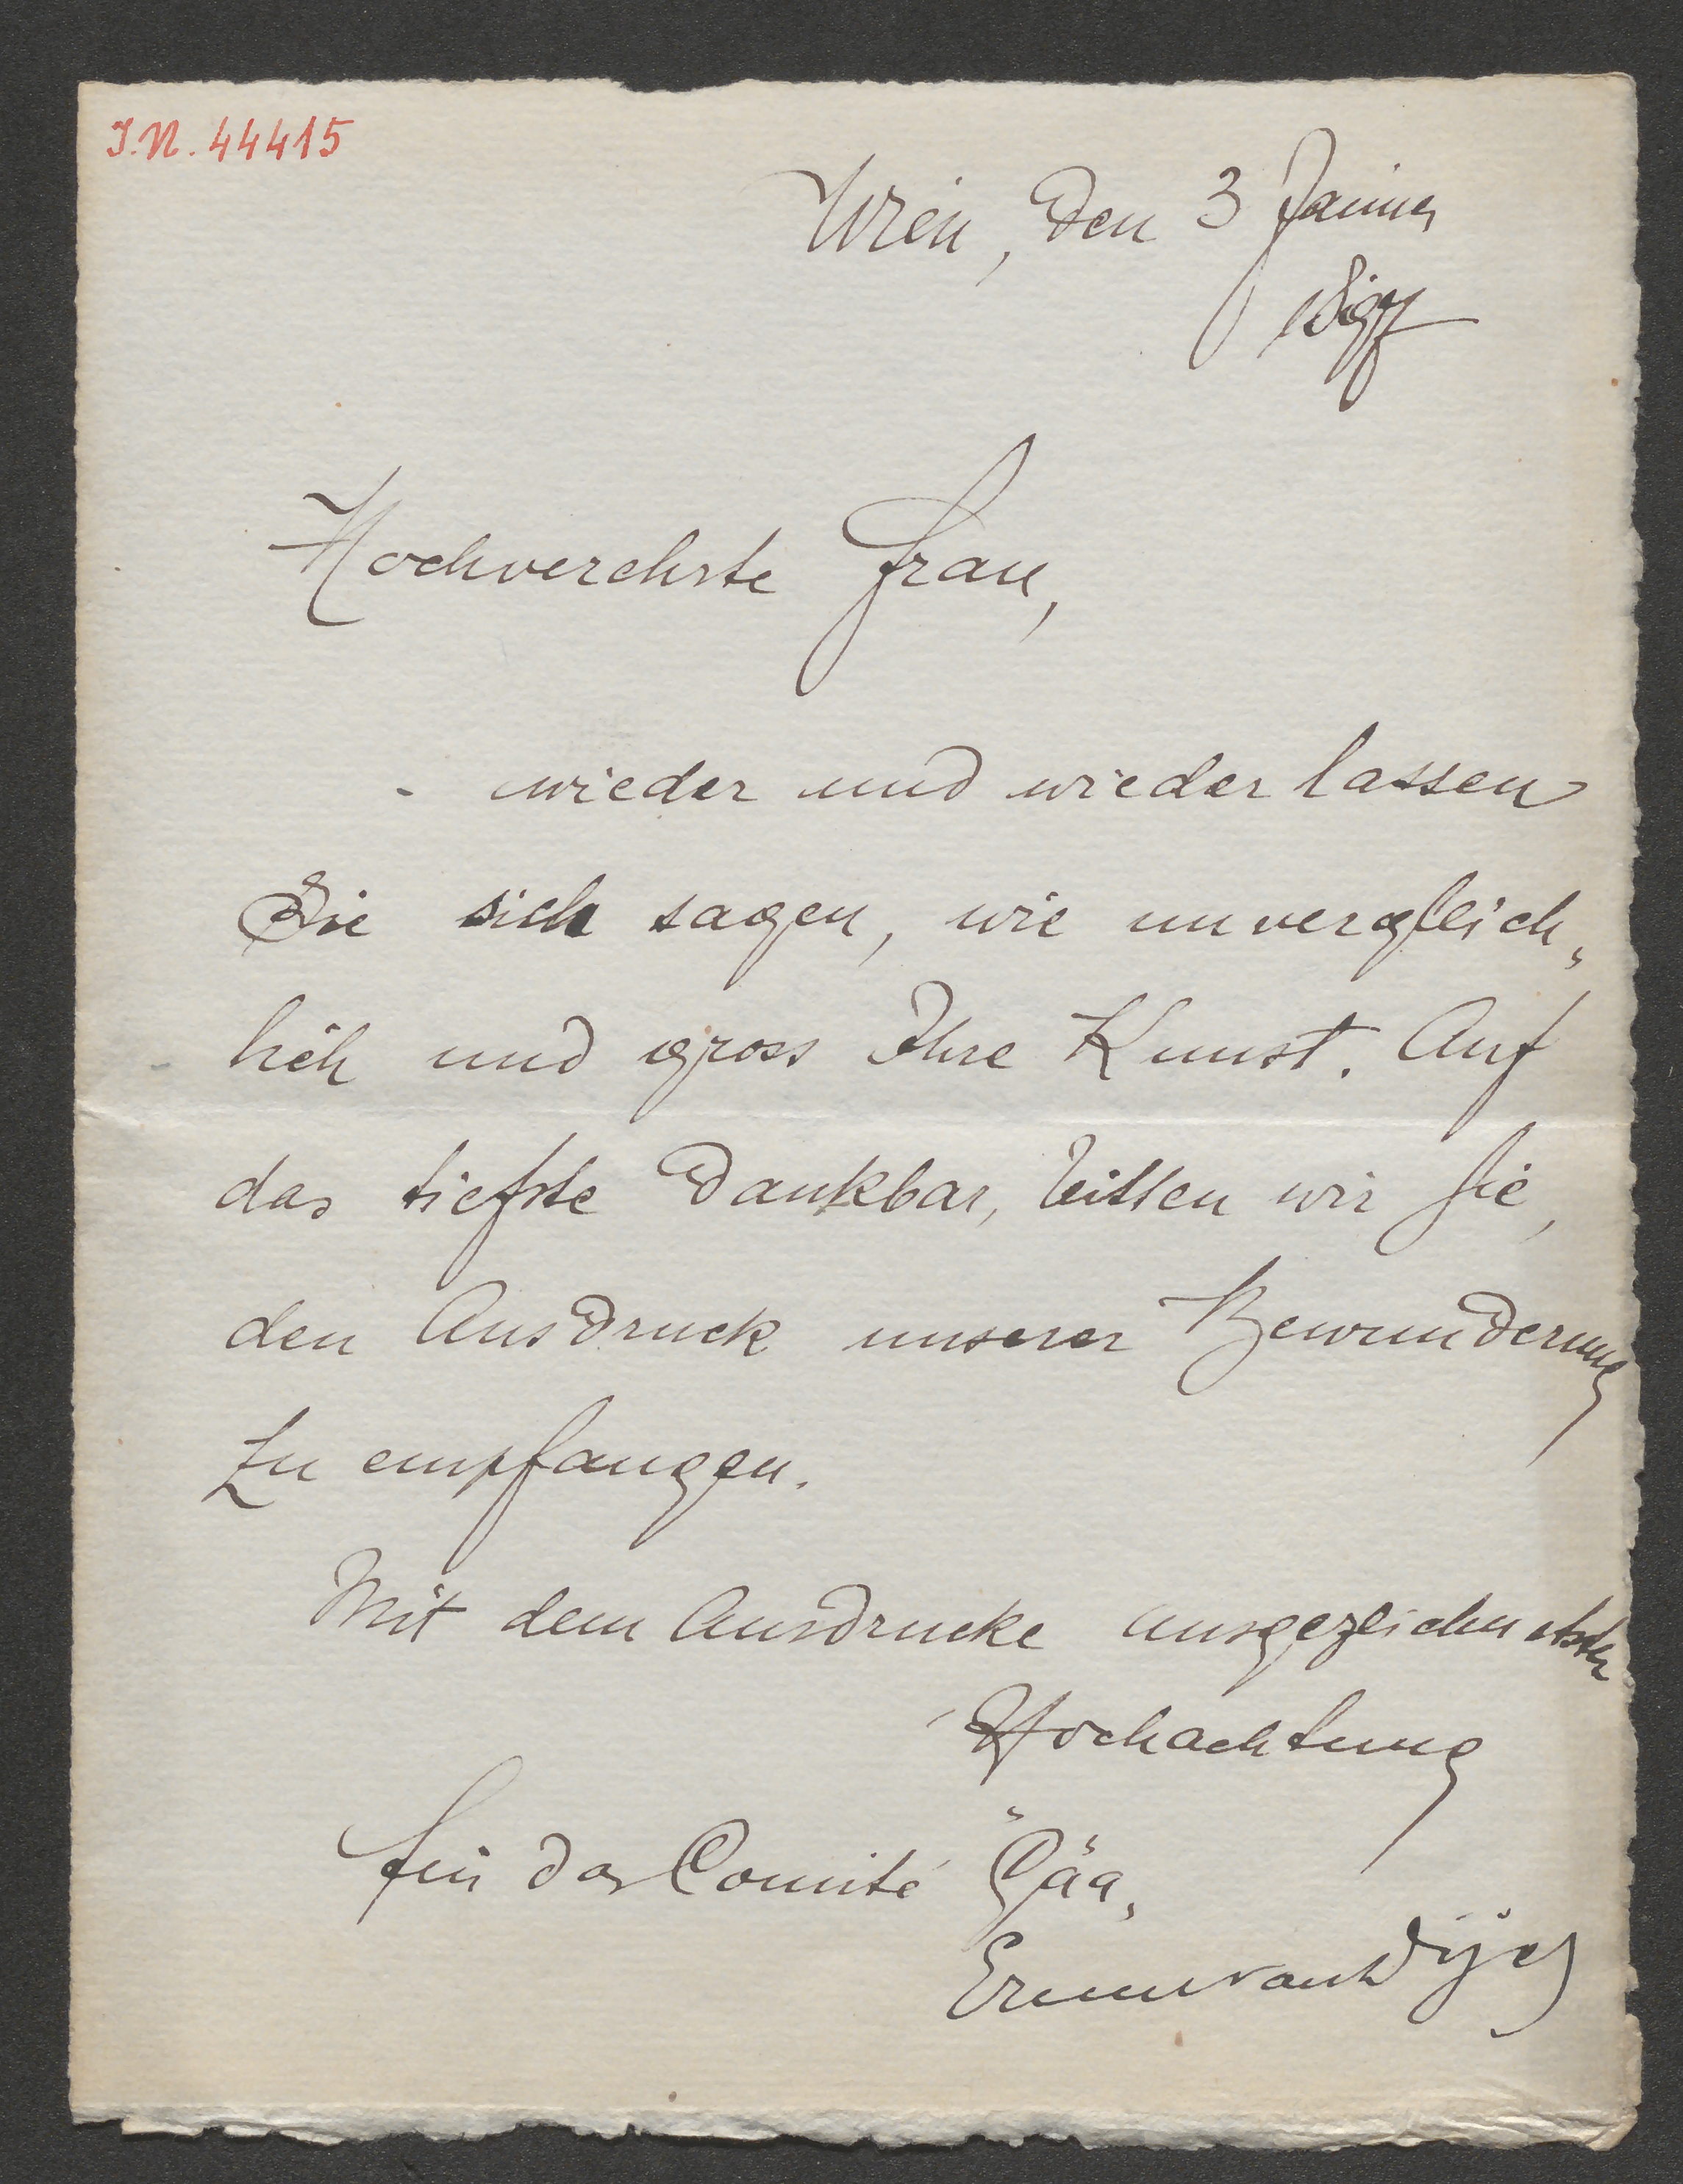 I.N. 44415
Wien, den 3 Jänner
1897
Hochverehrte Frau,
wieder und wieder lassen
Sie sich sagen, wie unvergleich„
lich und gross Ihre Kunst. Auf
das tiefste dankbar, bitten wir Sie,
den Ausdruck unserer Bewunderung
zu empfangen.
Mit dem Ausdrucke ausgezeichnetster
Hochachtung
für das Comité "Gäa„